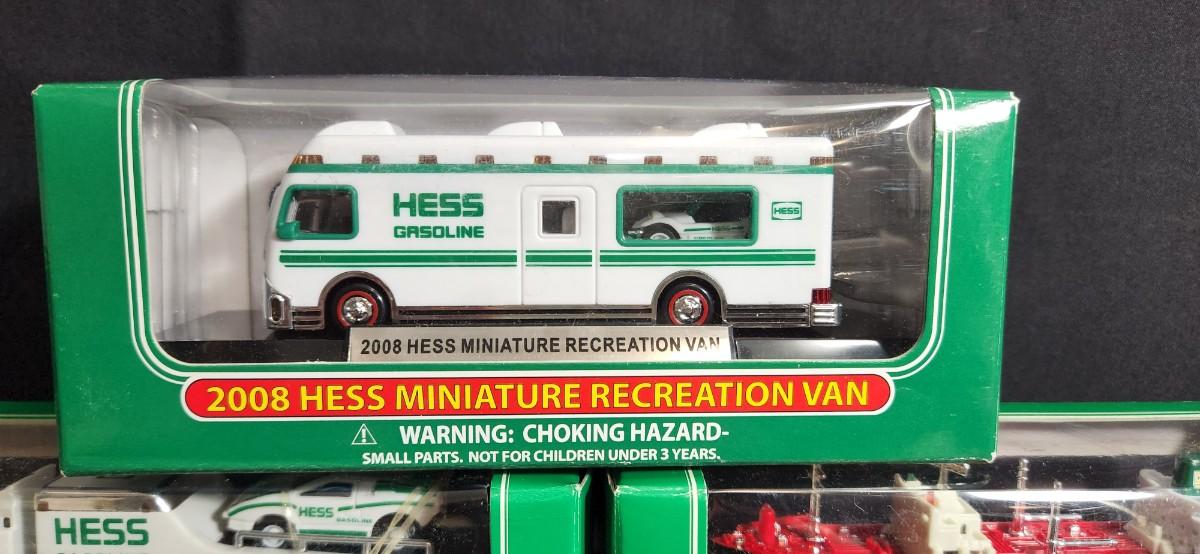 HESS
GASOLINE
HESS
HESS
2008 HESS MINIATURE RECREATION VAN
2008 HESS MINIATURE RECREATION VAN
WARNING: CHOKING HAZARD-
SMALL PARTS. NOT FOR CHILDREN UNDER 3 YEARS.
HESS
HESS
GASOLINE